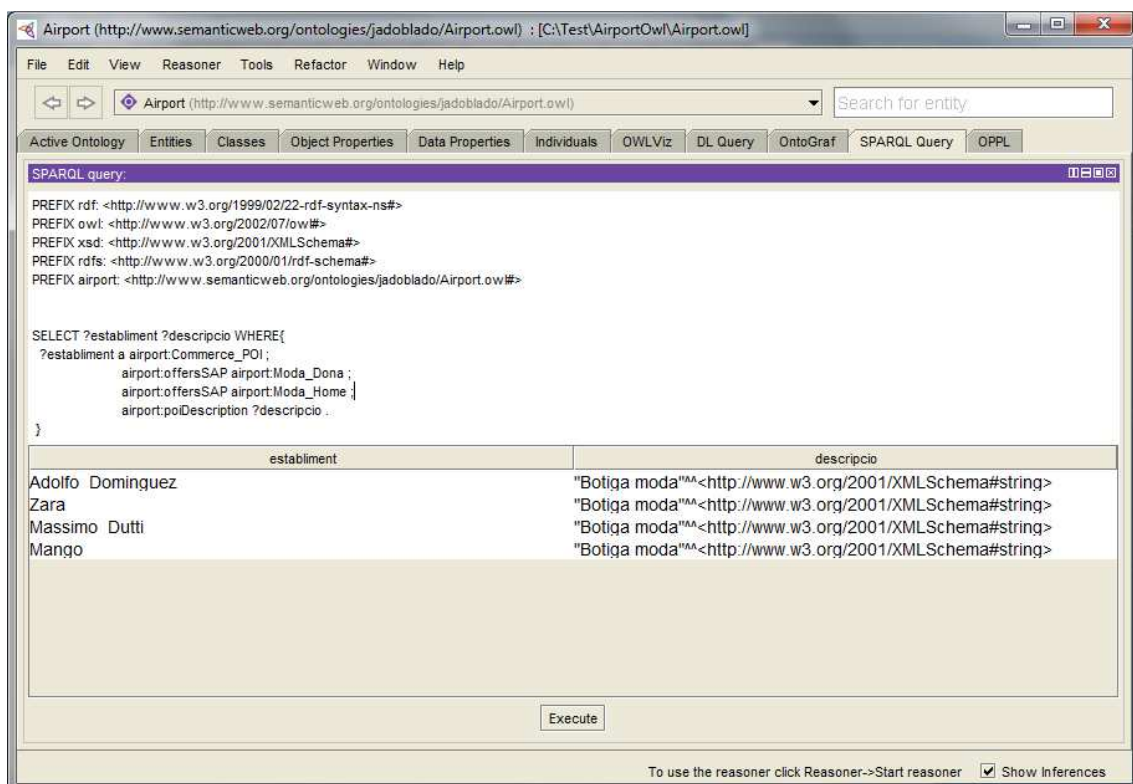 Airport (http://www.semanticweb.org/ontologies/jadoblado/Airport.owl) : [C:\Test\AirportOwl\Airport.owl]
File Edit View Reasoner Tools Refactor Window Help
Airport (http://www.semanticweb.org/ontologies/jadoblado/Airport.owl) Search for entity
Active Ontology Entities Classes Object Properties Data Properties Individuals OWLViz DL Query OntoGraf SPARQL Query OPPL
SPARQL query:
PREFIX rdf: <http://www.w3.org/1999/02/22-rdf-syntax-ns#>
PREFIX owl: <http://www.w3.org/2002/07/owl#>
PREFIX xsd: <http://www.w3.org/2001/XMLSchema#>
PREFIX rdfs: <http://www.w3.org/2000/01/rdf-schema#>
PREFIX airport: <http://www.semanticweb.org/ontologies/jadoblado/Airport.owl#>
SELECT ?establiment ?descripcio WHERE{
?establiment a airport:Commerce_POI ;
airport:offersSAP airport:Moda_Dona ;
airport:offersSAP airport:Moda_Home ;
airport:poiDescription ?descripcio .
}
establiment descripcio
Adolfo Dominguez "Botiga moda"^^<http://www.w3.org/2001/XMLSchema#string>
Zara "Botiga moda"^^<http://www.w3.org/2001/XMLSchema#string>
Massimo Dutti "Botiga moda"^^<http://www.w3.org/2001/XMLSchema#string>
Mango "Botiga moda"^^<http://www.w3.org/2001/XMLSchema#string>
Execute
To use the reasoner click Reasoner->Start reasoner Show Inferences